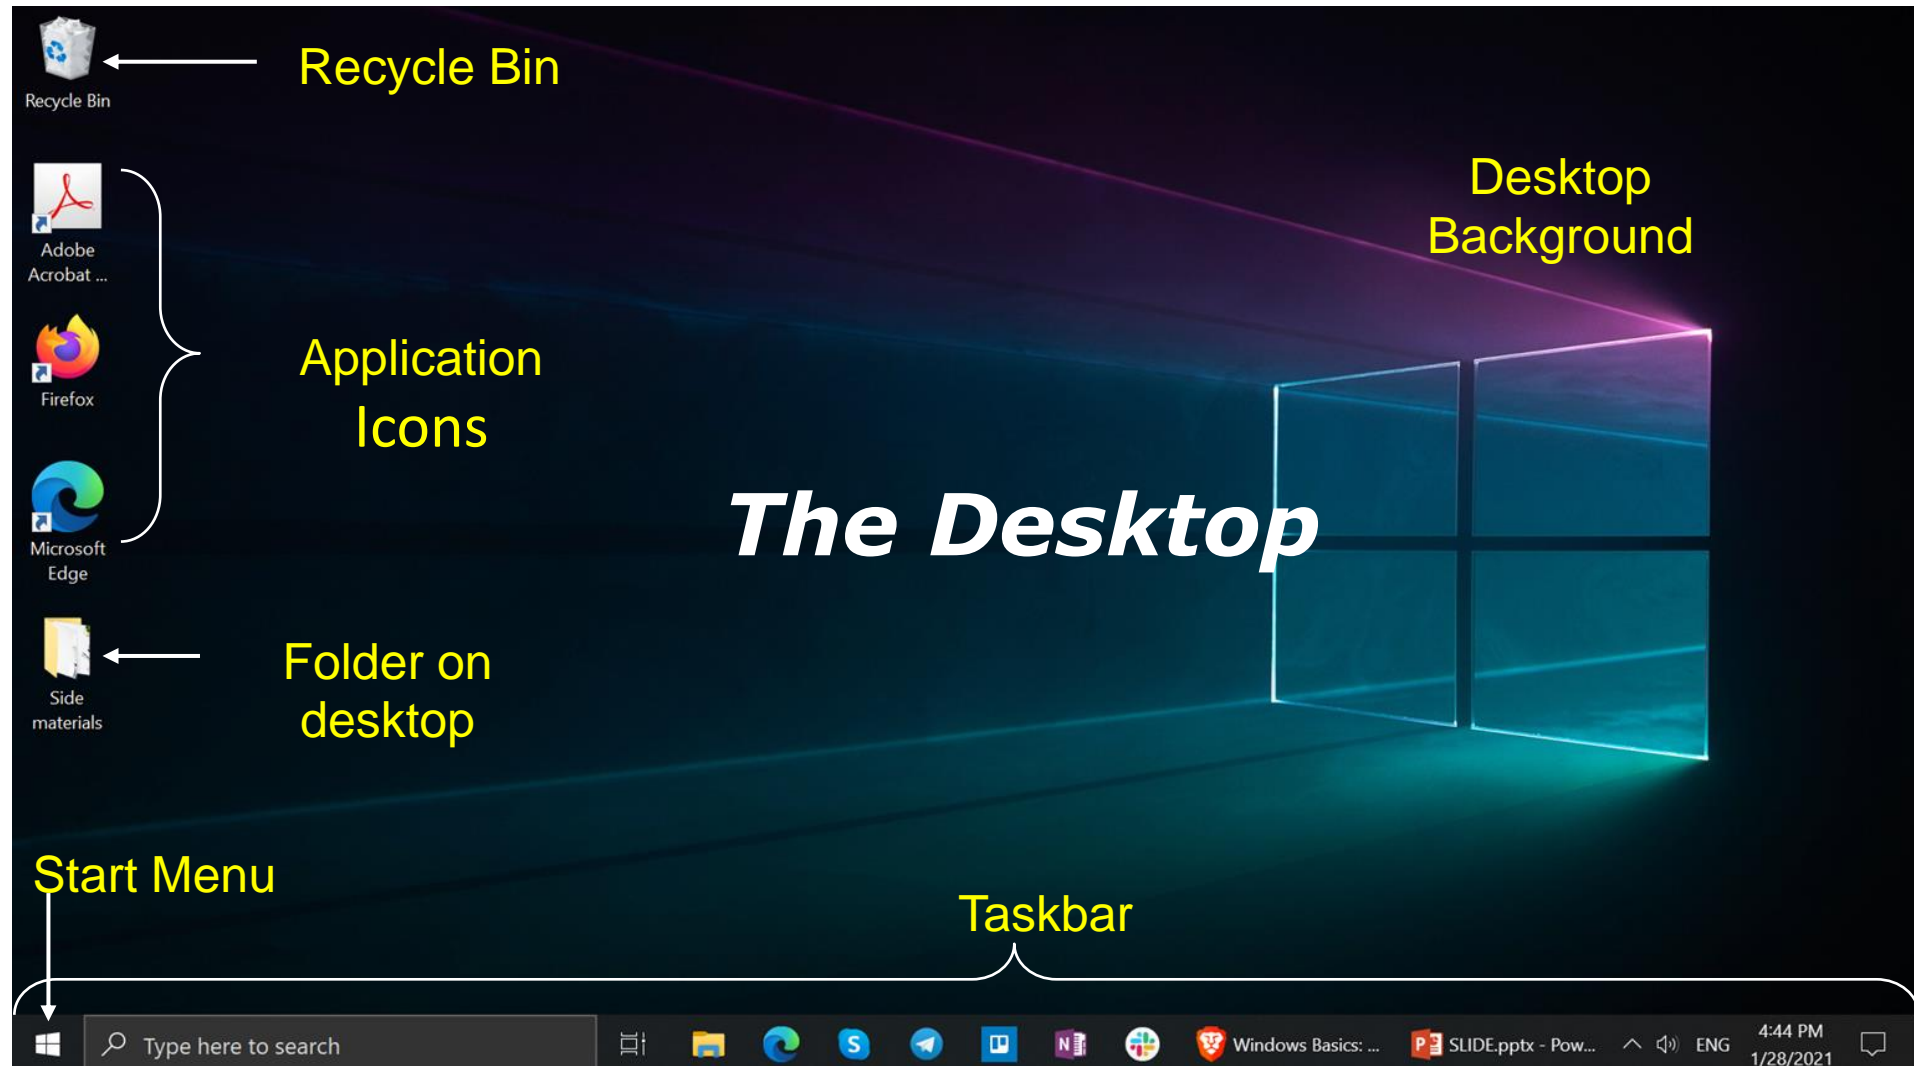 Recycle Bin
Recycle Bin
Desktop
Background
Adobe
Acrobat ...
Firefox
Application
Icons
The Desktop
Microsoft
Edge
Folder on
desktop
Side
materials
Start Menu
Taskbar
Type here to search
Windows Basics: ...
SLIDE.pptx - Pow...
ENG
4:44 PM
1/28/2021